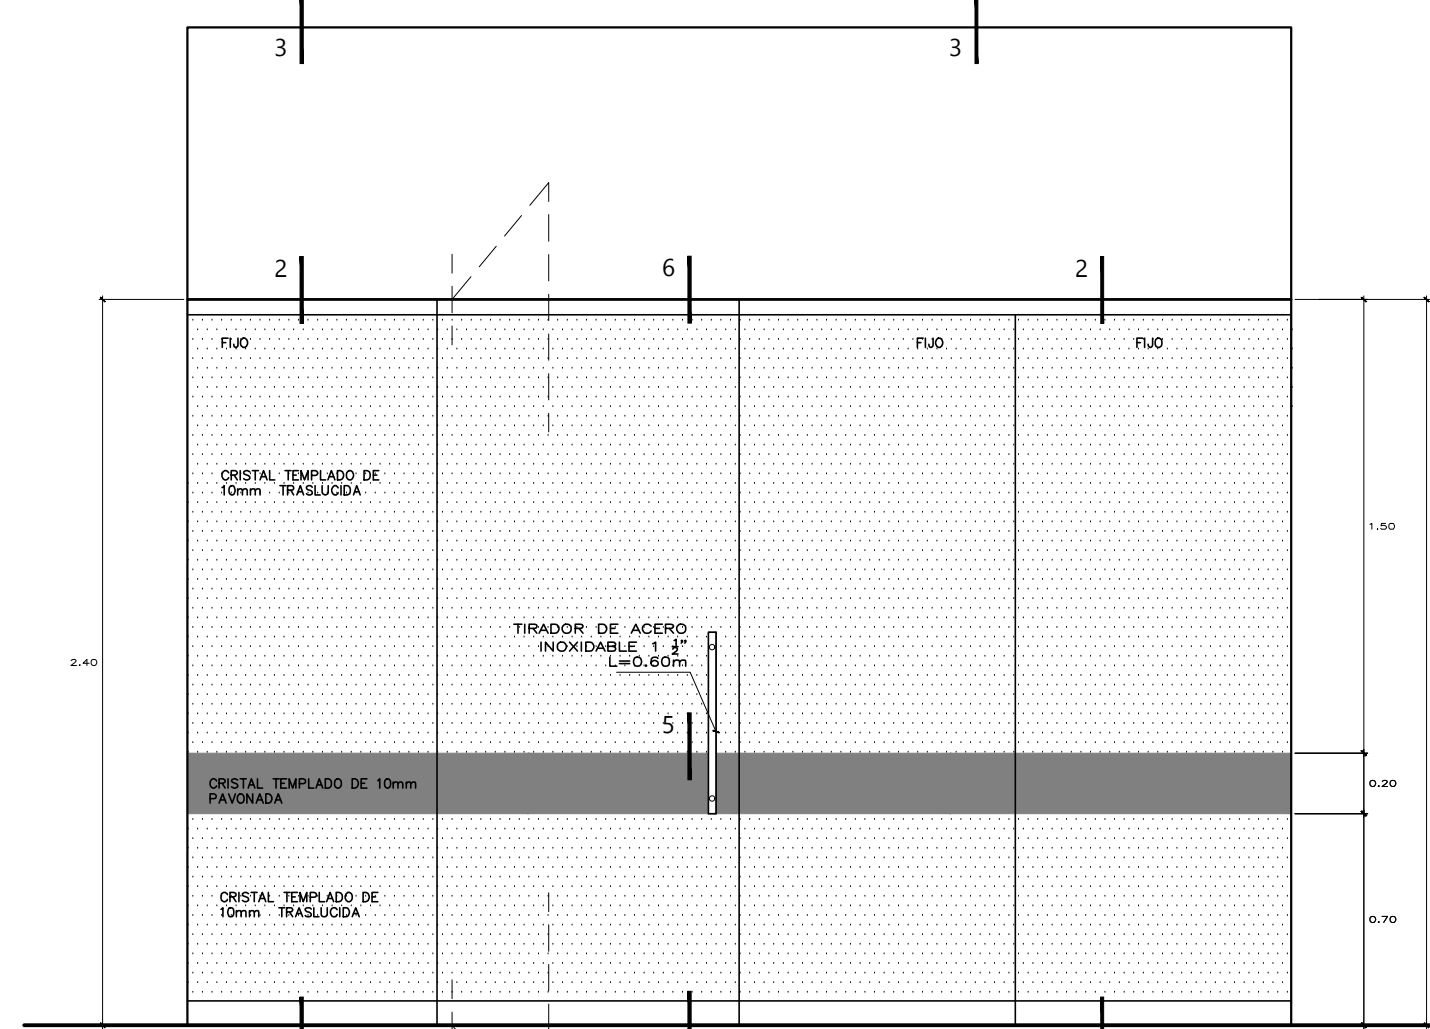 3
3
2
6
2
FIJO
FIJO
FIJO
CRISTAL TEMPLADO DE
10mm TRASLUCIDA
1.50
TIRADOR DE ACERO
INOXIDABLE 1 1/2"
L=0.60m
2.40
5
CRISTAL TEMPLADO DE 10mm
PAVONADA
0.20
CRISTAL TEMPLADO DE
10mm TRASLUCIDA
0.70